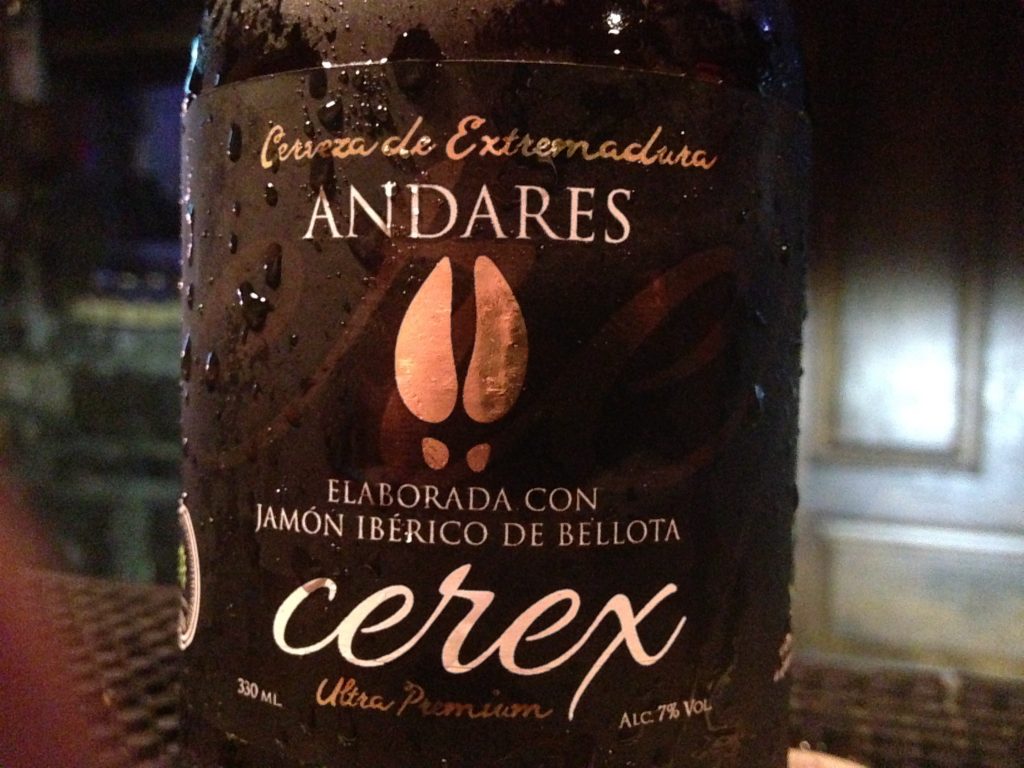 Cerveza de Extremadura
ANDARES
ELABORADA CON
JAMÓN IBÉRICO DE BELLOTA
cerex
330 ML.
Ultra Premium
ALC. 7% VOL